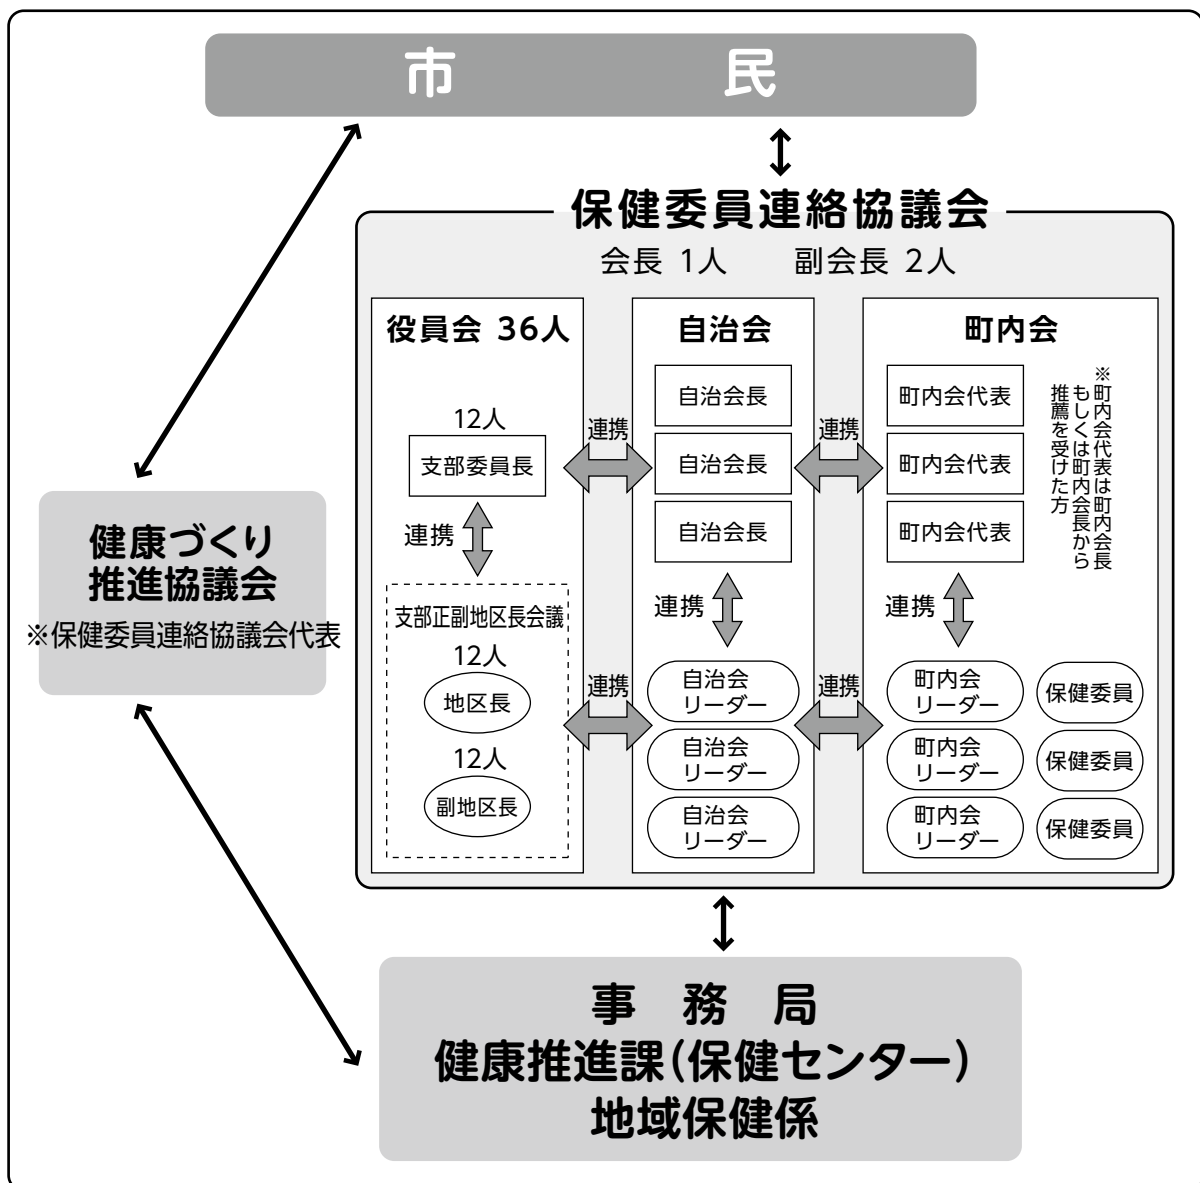 市　民
保健委員連絡協議会
会長 1人　副会長 2人
役員会 36人
12人
支部委員長
連携
支部正副地区長会議
12人
地区長
12人
副地区長
連携
連携
自治会
自治会長
自治会長
自治会長
連携
自治会
リーダー
自治会
リーダー
自治会
リーダー
連携
連携
町内会
町内会代表
町内会代表
町内会代表
※町内会代表は町内会長
もしくは町内会長から
推薦を受けた方
連携
町内会
リーダー
町内会
リーダー
町内会
リーダー
保健委員
保健委員
保健委員
健康づくり
推進協議会
※保健委員連絡協議会代表
事　務　局
健康推進課(保健センター)
地域保健係